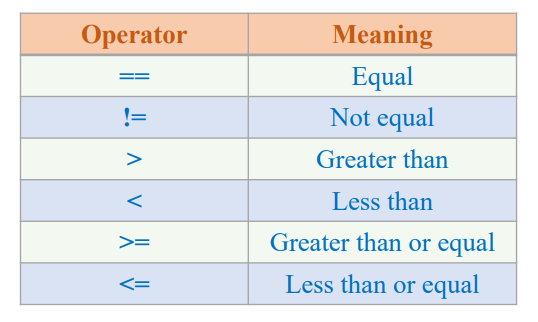 Operator Meaning
== Equal
!= Not equal
> Greater than
< Less than
>= Greater than or equal
<= Less than or equal